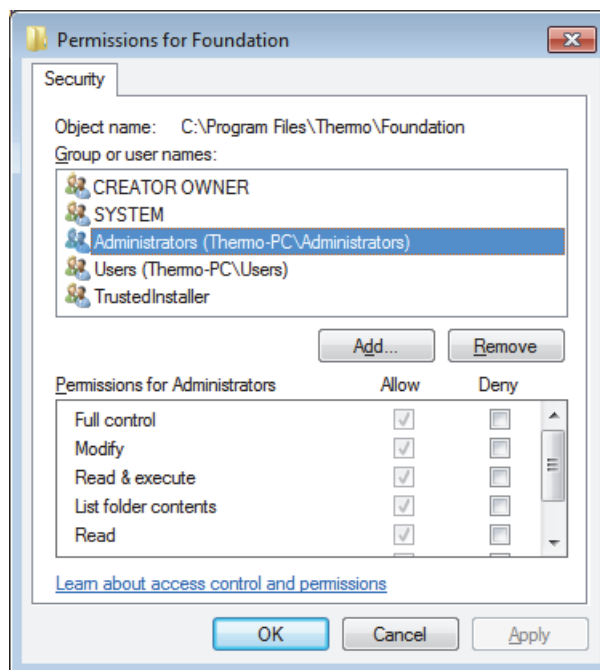 Permissions for Foundation
Security
Object name: C:\Program Files\Thermo\Foundation
Group or user names:
CREATOR OWNER
SYSTEM
Administrators (Thermo-PC\Administrators)
Users (Thermo-PC\Users)
TrustedInstaller
Add... Remove
Permissions for Administrators Allow Deny
Full control
Modify
Read & execute
List folder contents
Read
Learn about access control and permissions
OK Cancel Apply